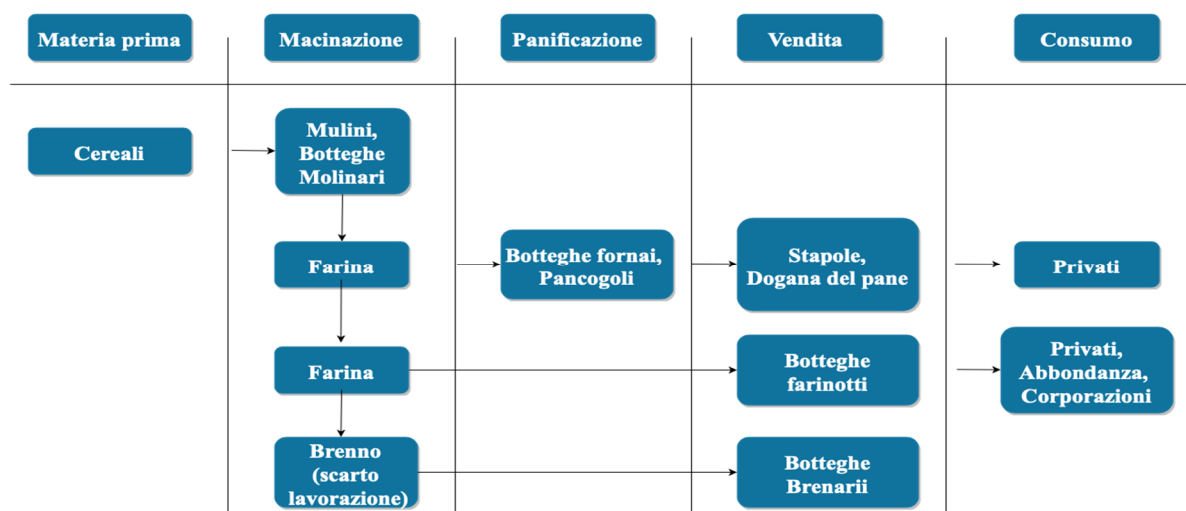 Materia prima
Macinazione
Panificazione
Vendita
Consumo
Cereali
Mulini,
Botteghe
Molinari
Farina
Botteghe fornai,
Pancogoli
Stapole,
Dogana del pane
Privati
Farina
Botteghe
farinotti
Privati,
Abbondanza,
Corporazioni
Brenno
(scarto
lavorazione)
Botteghe
Brenarii